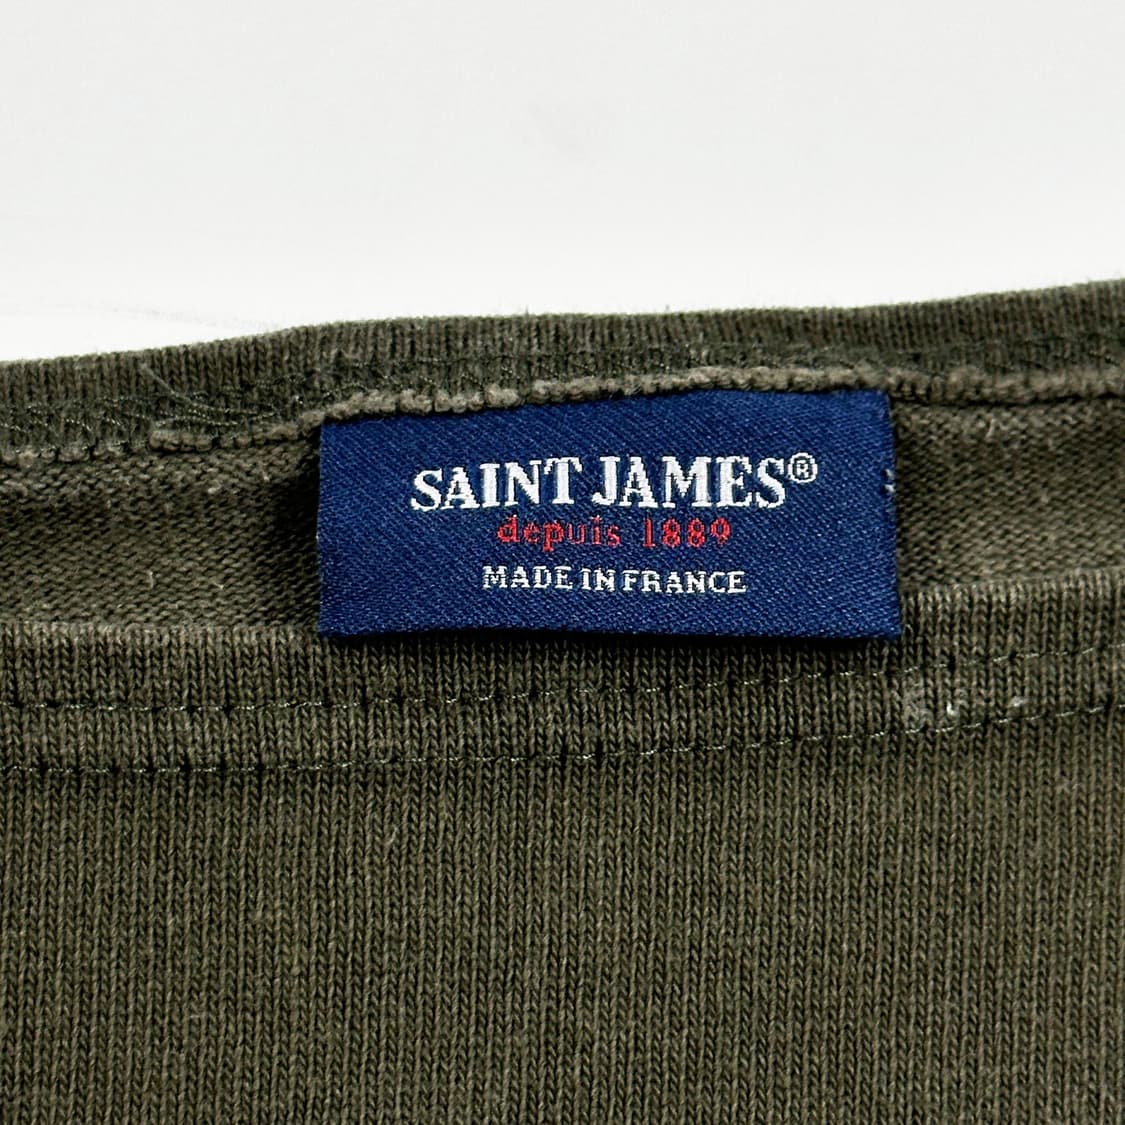 SAINT JAMES®
depuis 1889
MADE IN FRANCE